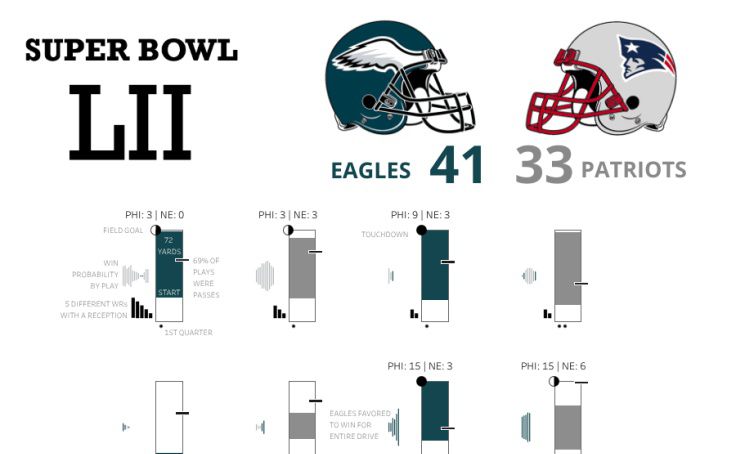 SUPER BOWL
LII
EAGLES 41 33 PATRIOTS
PHI: 3 | NE: 0
PHI: 3 | NE: 3
PHI: 9 | NE: 3
FIELD GOAL
72
YARDS
START
WIN
PROBABILITY
BY PLAY
69% OF
PLAYS
WERE
PASSES
5 DIFFERENT WRs
WITH A RECEPTION
1ST QUARTER
TOUCHDOWN
PHI: 15 | NE: 3
PHI: 15 | NE: 6
EAGLES FAVORED
TO WIN FOR
ENTIRE DRIVE